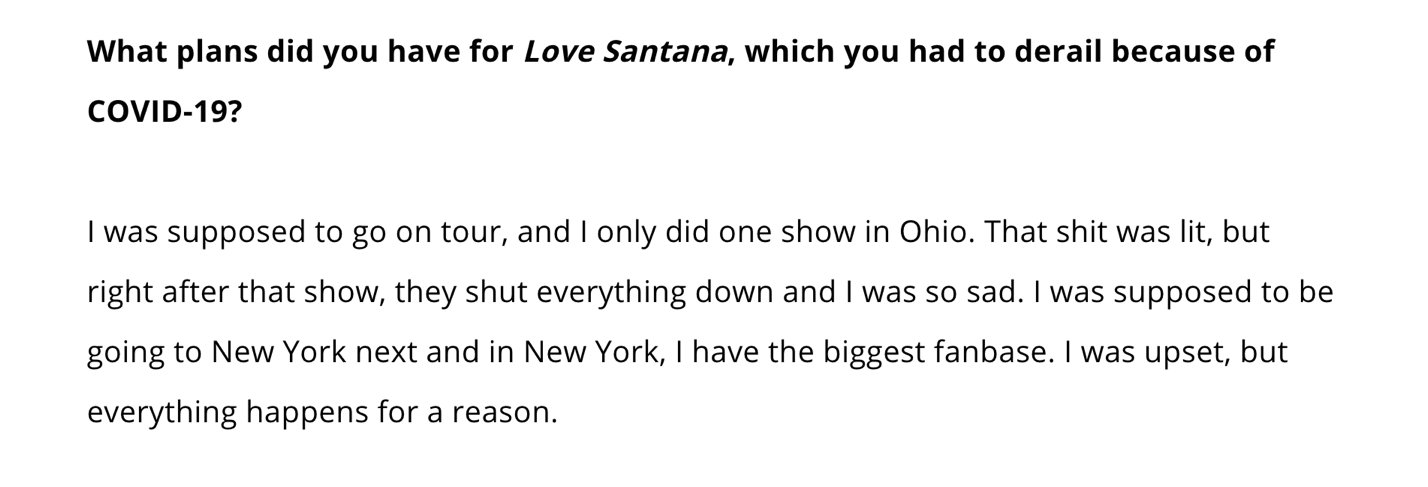 What plans did you have for Love Santana, which you had to derail because of
COVID-19?
I was supposed to go on tour, and I only did one show in Ohio. That shit was lit, but
right after that show, they shut everything down and I was so sad. I was supposed to be
going to New York next and in New York, I have the biggest fanbase. I was upset, but
everything happens for a reason.